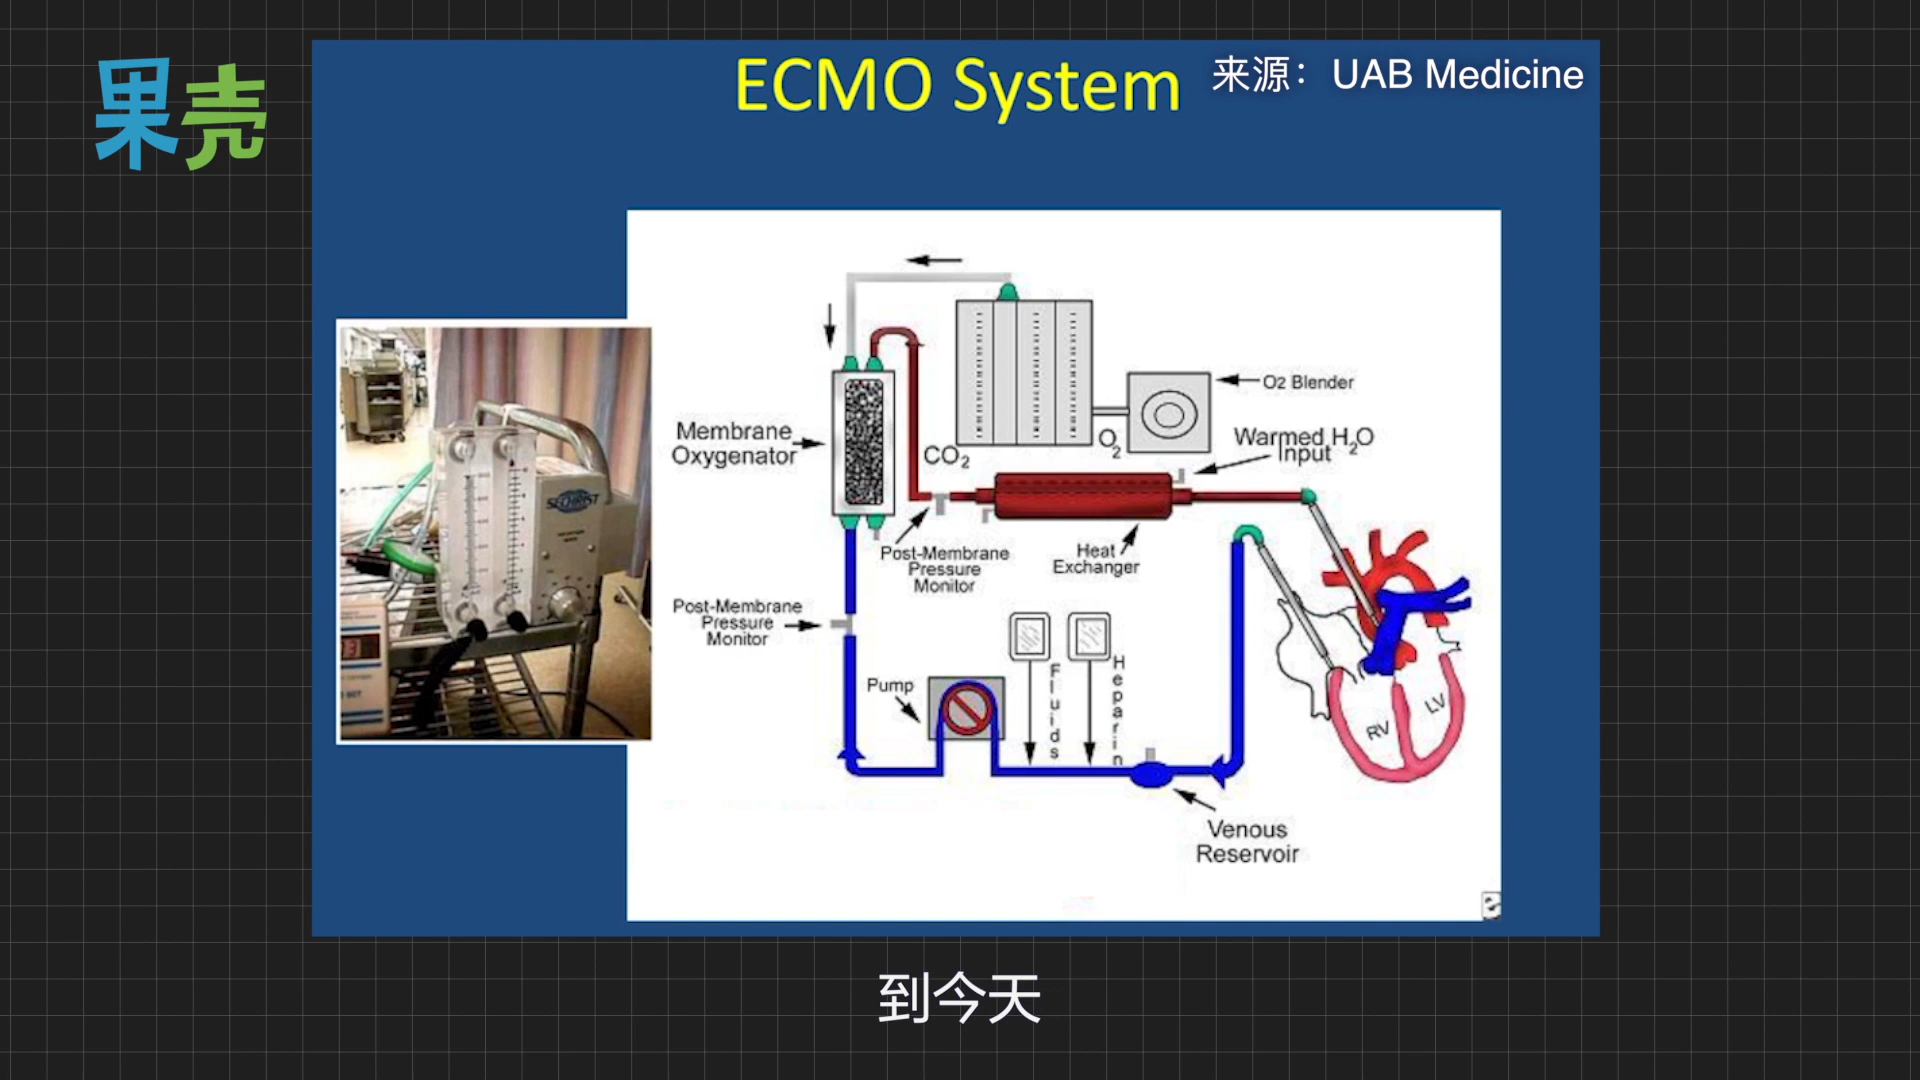 果壳
ECMO System
来源：UAB Medicine
O2 Blender
Membrane
Oxygenator
CO2
O2
Warmed H2O
Input
SECHRIST
Post-Membrane
Pressure
Monitor
Heat
Exchanger
Post-Membrane
Pressure
Monitor
Pump
Fluids
Heparin
RV
LV
Venous
Reservoir
到今天